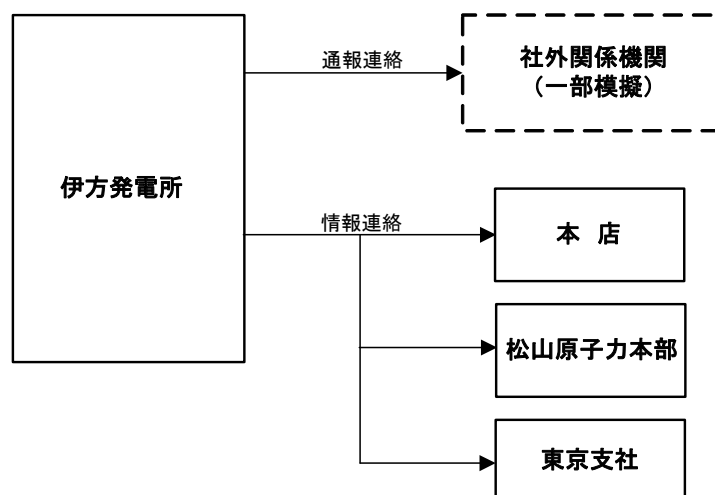 通報連絡
社外関係機関
（一部模擬）
伊方発電所
情報連絡
本　店
松山原子力本部
東京支社